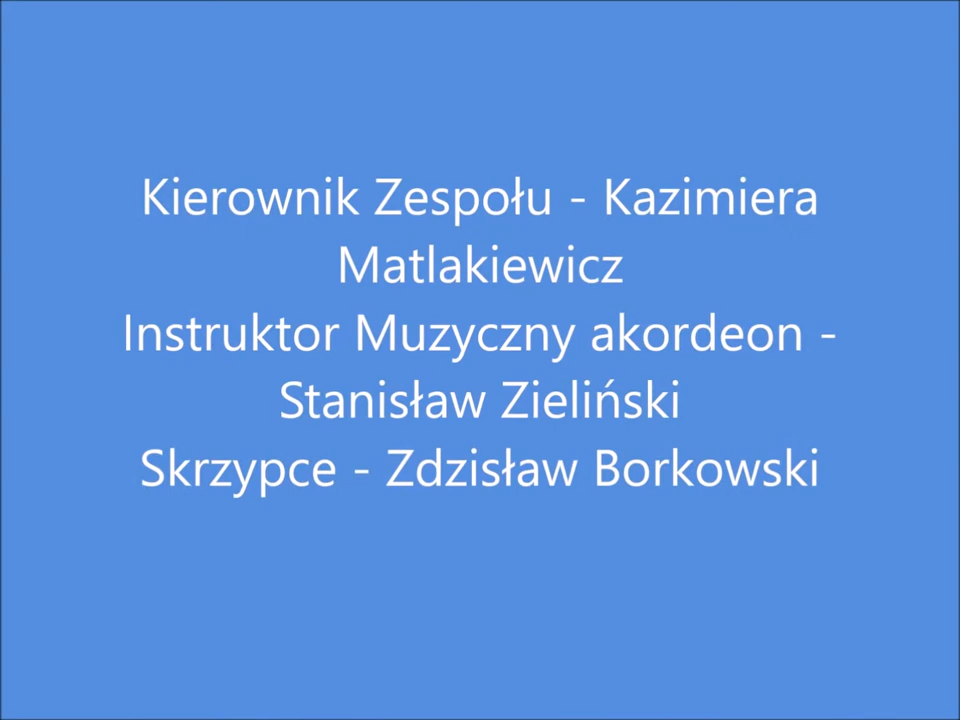 Kierownik Zespołu - Kazimiera
Matlakiewicz
Instruktor Muzyczny akordeon -
Stanisław Zieliński
Skrzypce - Zdzisław Borkowski